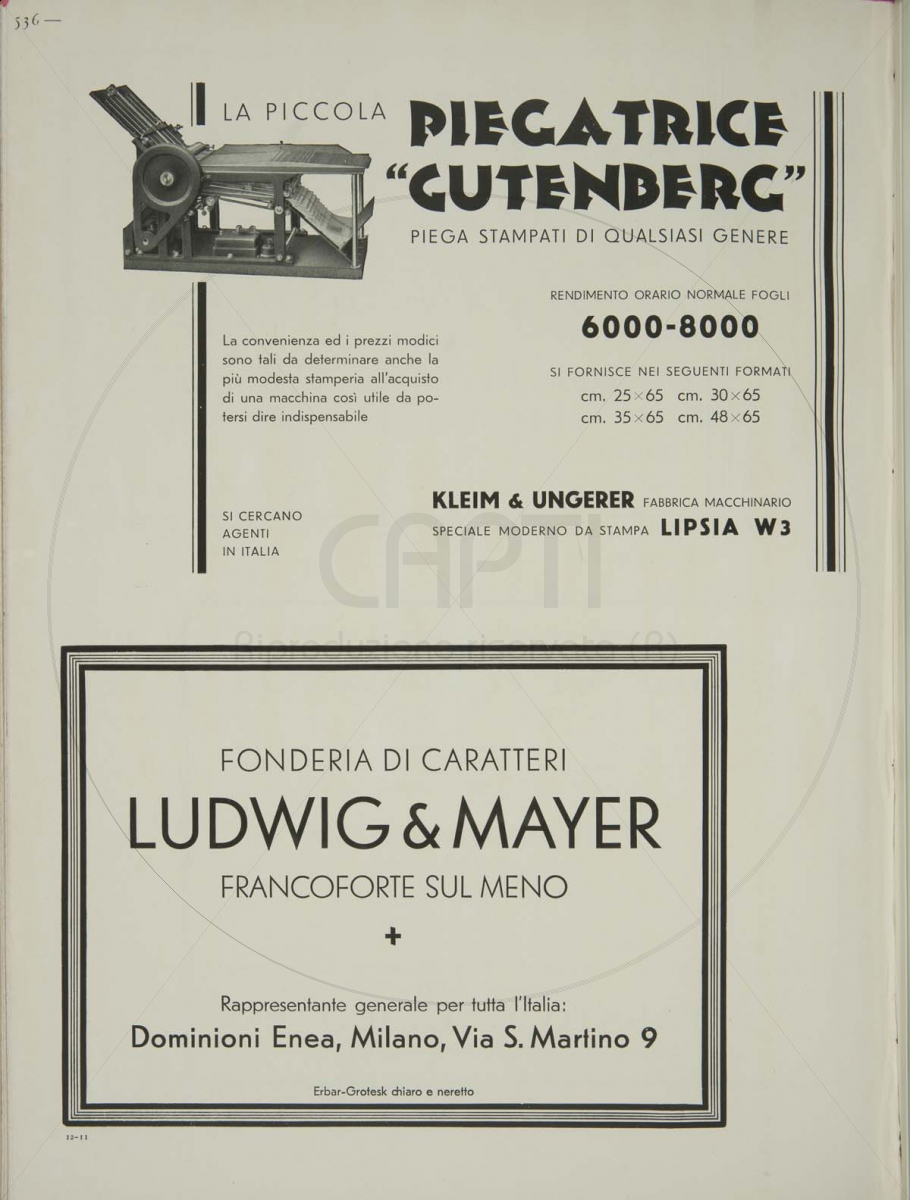 536 —
LA PICCOLA
PIEGATRICE
“GUTENBERG”
PIEGA STAMPATI DI QUALSIASI GENERE
RENDIMENTO ORARIO NORMALE FOGLI
6000-8000
La convenienza ed i prezzi modici
sono tali da determinare anche la
più modesta stamperia all’acquisto
di una macchina così utile da po-
tersi dire indispensabile
SI FORNISCE NEI SEGUENTI FORMATI
cm. 25×65 cm. 30×65
cm. 35×65 cm. 48×65
SI CERCANO
AGENTI
IN ITALIA
KLEIM & UNGERER FABBRICA MACCHINARIO
SPECIALE MODERNO DA STAMPA LIPSIA W3
CAPTI
Riproduzione riservata (R)
FONDERIA DI CARATTERI
LUDWIG & MAYER
FRANCOFORTE SUL MENO
+
Rappresentante generale per tutta l’Italia:
Dominioni Enea, Milano, Via S. Martino 9
Erbar-Grotesk chiaro e neretto
12-11